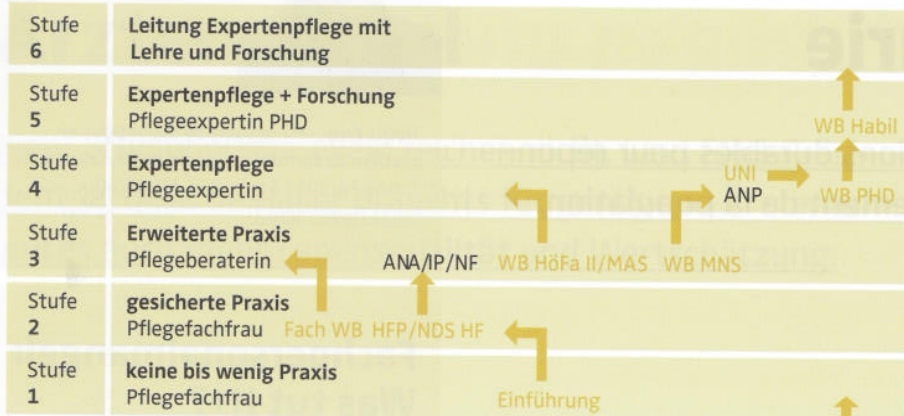 Stufe 6 Leitung Expertenpflege mit
Lehre und Forschung
Stufe 5 Expertenpflege + Forschung
Pflegeexpertin PHD
WB Habil
Stufe 4 Expertenpflege
Pflegeexpertin
UNI
ANP
WB PHD
Stufe 3 Erweiterte Praxis
Pflegeberaterin
ANA/IP/NF WB HöFa II/MAS WB MNS
Stufe 2 gesicherte Praxis
Pflegefachfrau Fach WB HFP/NDS HF
Stufe 1 keine bis wenig Praxis
Pflegefachfrau
Einführung